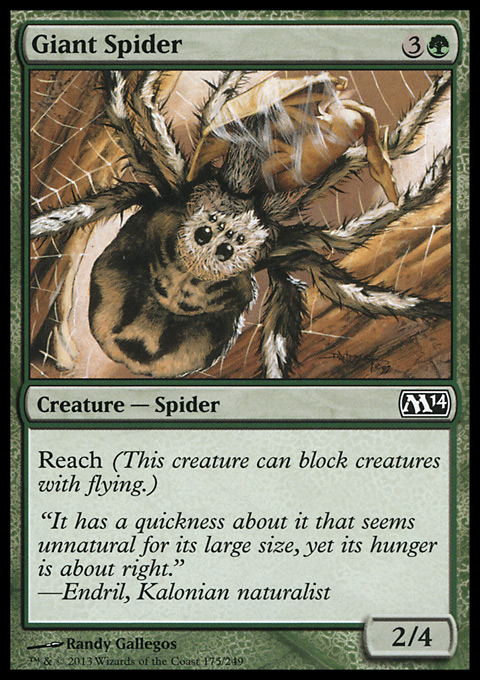 Giant Spider 3
Creature — Spider M14
Reach (This creature can block creatures
with flying.)
“It has a quickness about it that seems
unnatural for its large size, yet its hunger
is about right.”
—Endril, Kalonian naturalist
2/4
Randy Gallegos
™ & © 2013 Wizards of the Coast 175/249